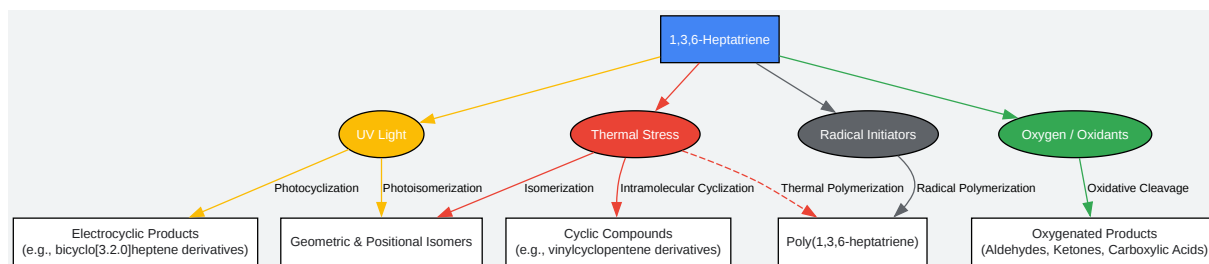 1,3,6-Heptatriene
UV Light
Thermal Stress
Radical Initiators
Oxygen / Oxidants
Photocyclization
Photoisomerization
Isomerization
Intramolecular Cyclization
Thermal Polymerization
Radical Polymerization
Oxidative Cleavage
Electrocyclic Products
(e.g., bicyclo[3.2.0]heptene derivatives)
Geometric & Positional Isomers
Cyclic Compounds
(e.g., vinylcyclopentene derivatives)
Poly(1,3,6-heptatriene)
Oxygenated Products
(Aldehydes, Ketones, Carboxylic Acids)